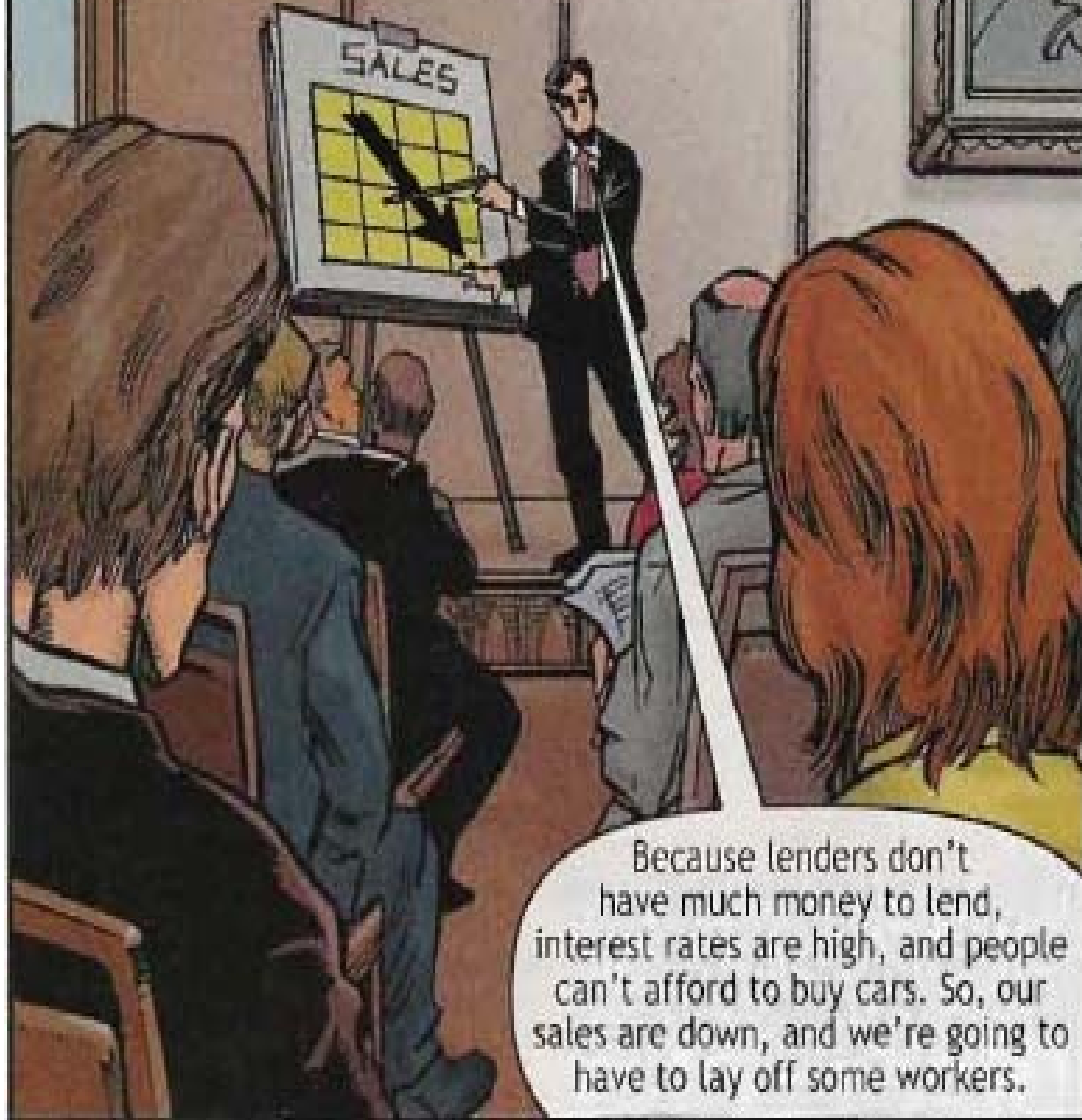 SALES
Because lenders don't
have much money to lend,
interest rates are high, and people
can't afford to buy cars. So, our
sales are down, and we're going to
have to lay off some workers.